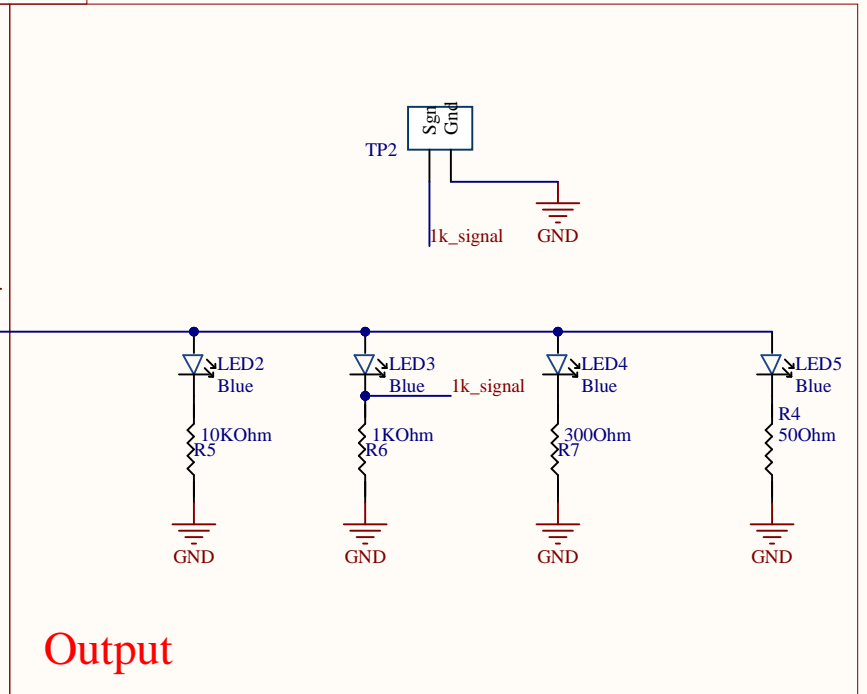 Sgn
Gnd
TP2
1k_signal
GND
LED2
Blue
LED3
Blue
1k_signal
LED4
Blue
LED5
Blue
10KOhm
R5
1KOhm
R6
300Ohm
R7
R4
50Ohm
GND
GND
GND
GND
Output